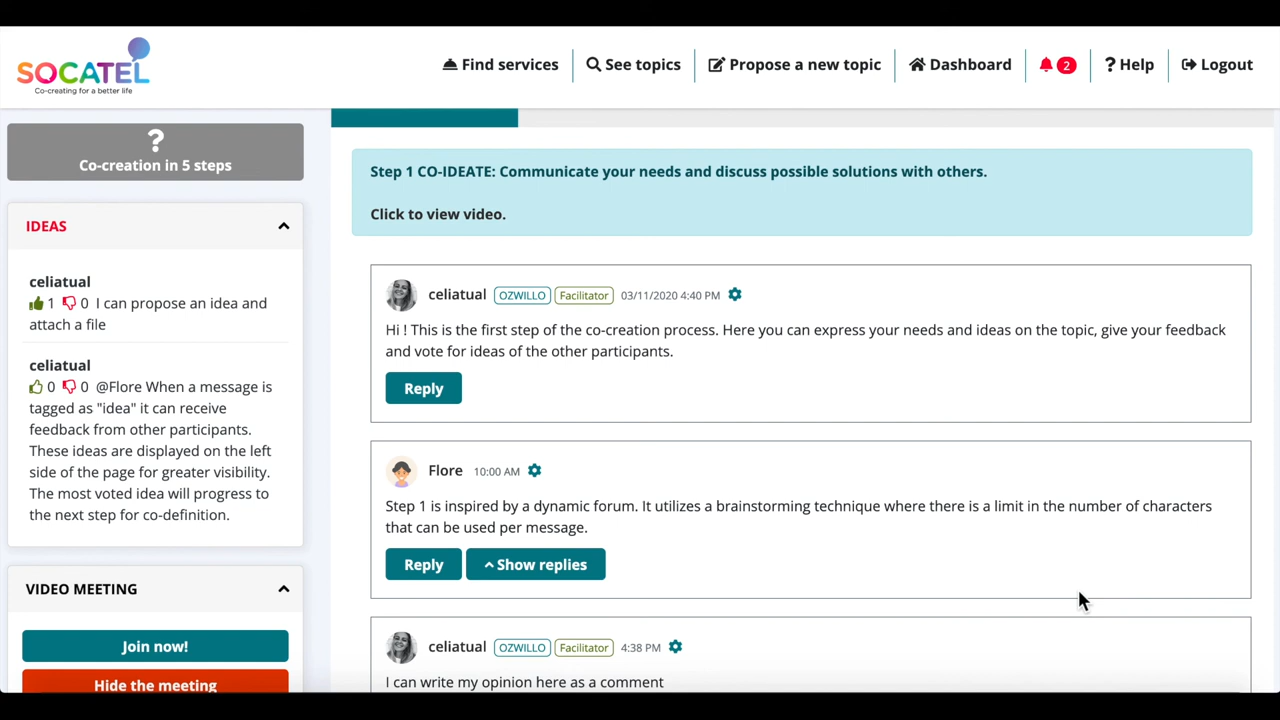 SOCATEL
Co-creating for a better life
Find services
See topics
Propose a new topic
Dashboard
2
? Help
Logout
?
Co-creation in 5 steps
IDEAS
celiatual
1 0 I can propose an idea and
attach a file
celiatual
0 0 @Flore When a message is
tagged as "idea" it can receive
feedback from other participants.
These ideas are displayed on the left
side of the page for greater visibility.
The most voted idea will progress to
the next step for co-definition.
VIDEO MEETING
Join now!
Hide the meeting
Step 1 CO-IDEATE: Communicate your needs and discuss possible solutions with others.
Click to view video.
celiatual OZWILLO Facilitator 03/11/2020 4:40 PM
Hi ! This is the first step of the co-creation process. Here you can express your needs and ideas on the topic, give your feedback
and vote for ideas of the other participants.
Reply
Flore 10:00 AM
Step 1 is inspired by a dynamic forum. It utilizes a brainstorming technique where there is a limit in the number of characters
that can be used per message.
Reply Show replies
celiatual OZWILLO Facilitator 4:38 PM
I can write my opinion here as a comment